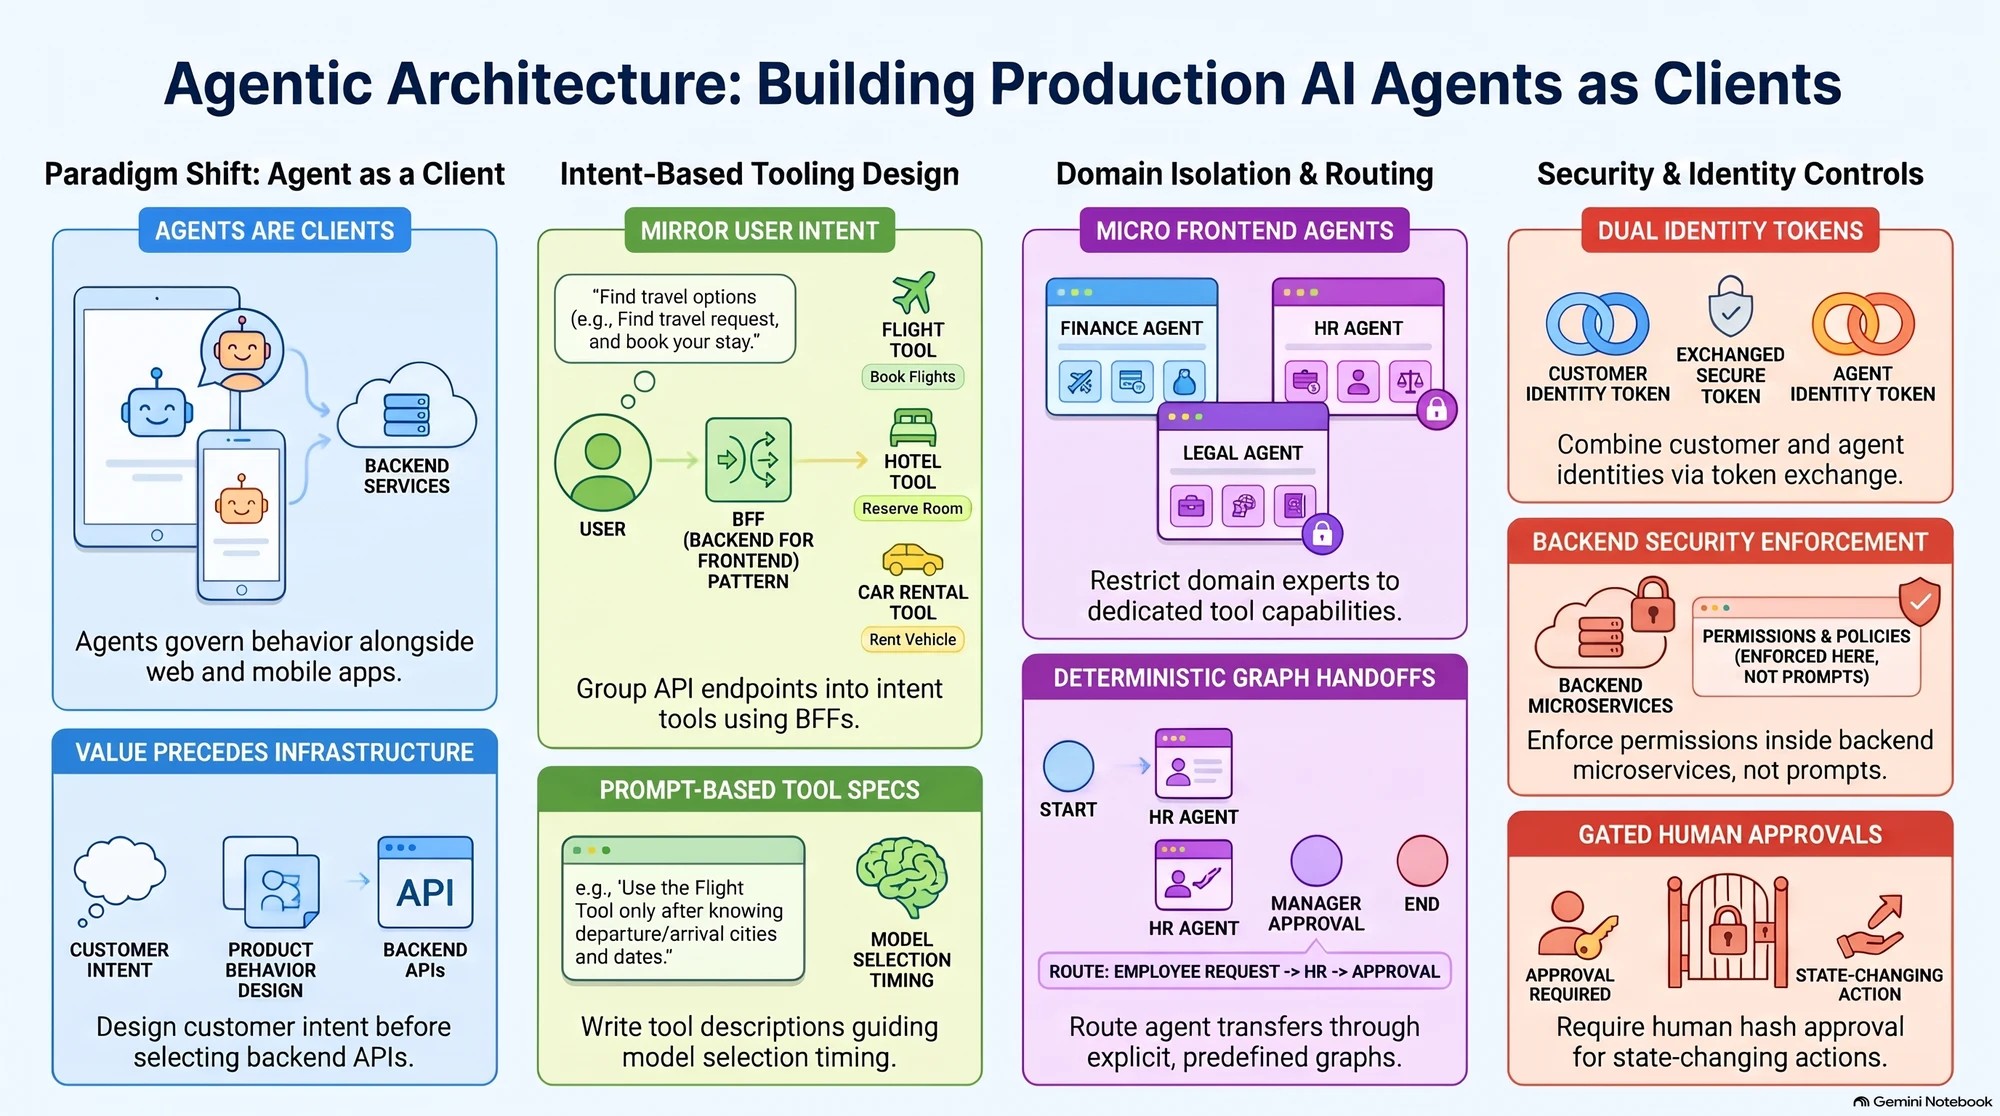 Agentic Architecture: Building Production AI Agents as Clients
Paradigm Shift: Agent as a Client
AGENTS ARE CLIENTS
BACKEND
SERVICES
Agents govern behavior alongside
web and mobile apps.
VALUE PRECEDES INFRASTRUCTURE
API
CUSTOMER
INTENT
PRODUCT
BEHAVIOR
DESIGN
BACKEND
APIs
Design customer intent before
selecting backend APIs.
Intent-Based Tooling Design
MIRROR USER INTENT
“Find travel options
(e.g., Find travel request,
and book your stay.”
USER
BFF
(BACKEND FOR
FRONTEND)
PATTERN
FLIGHT
TOOL
Book Flights
HOTEL
TOOL
Reserve Room
CAR RENTAL
TOOL
Rent Vehicle
Group API endpoints into intent
tools using BFFs.
PROMPT-BASED TOOL SPECS
e.g., 'Use the Flight
Tool only after knowing
departure/arrival cities
and dates.”
MODEL
SELECTION
TIMING
Write tool descriptions guiding
model selection timing.
Domain Isolation & Routing
MICRO FRONTEND AGENTS
FINANCE AGENT
HR AGENT
LEGAL AGENT
Restrict domain experts to
dedicated tool capabilities.
DETERMINISTIC GRAPH HANDOFFS
START
HR AGENT
HR AGENT
MANAGER
APPROVAL
END
ROUTE: EMPLOYEE REQUEST -> HR -> APPROVAL
Route agent transfers through
explicit, predefined graphs.
Security & Identity Controls
DUAL IDENTITY TOKENS
CUSTOMER
IDENTITY TOKEN
EXCHANGED
SECURE
TOKEN
AGENT
IDENTITY TOKEN
Combine customer and agent
identities via token exchange.
BACKEND SECURITY ENFORCEMENT
BACKEND
MICROSERVICES
PERMISSIONS & POLICIES
(ENFORCED HERE,
NOT PROMPTS)
Enforce permissions inside backend
microservices, not prompts.
GATED HUMAN APPROVALS
APPROVAL
REQUIRED
STATE-CHANGING
ACTION
Require human hash approval
for state-changing actions.
Gemini Notebook